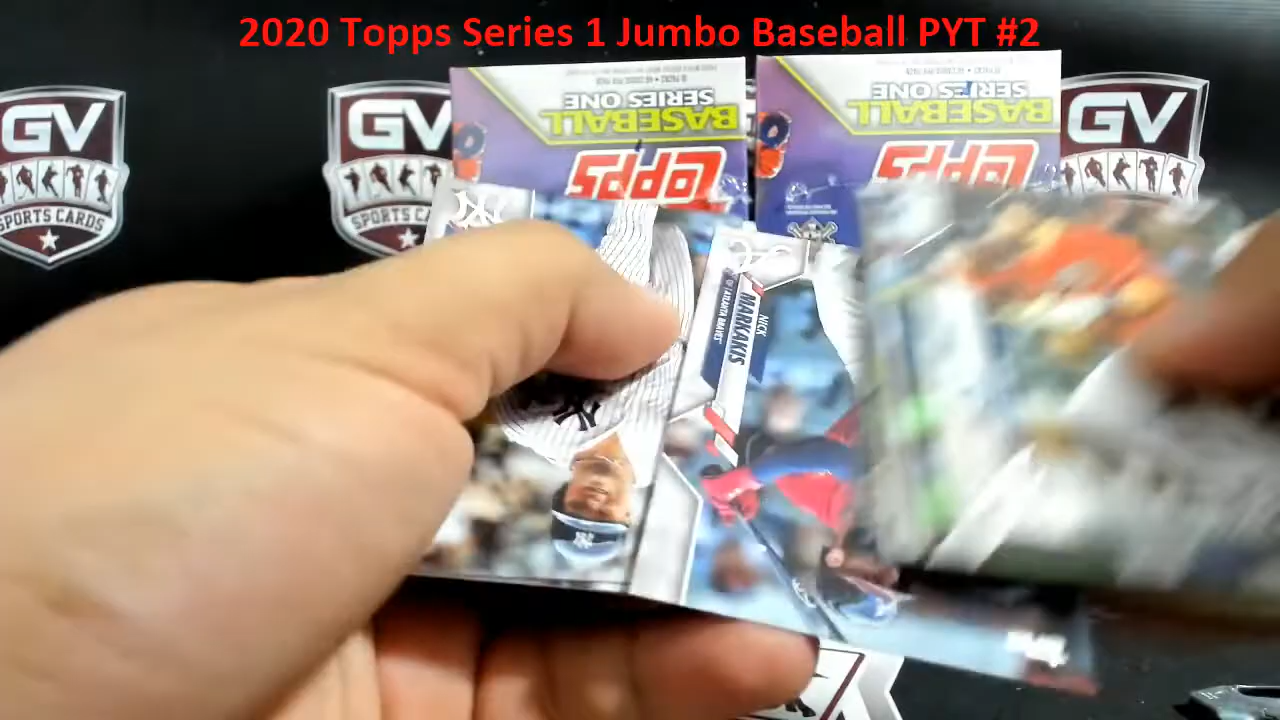 2020 Topps Series 1 Jumbo Baseball PYT #2
GV
SPORTS CARDS
GV
SPORTS C
GV
SPORTS CARDS
SERIES ONE
BASEBALL
TOPPS
SERIES ONE
BASEBALL
TOPPS
NICK
MARKAKIS
ATLANTA BRAVES
NY